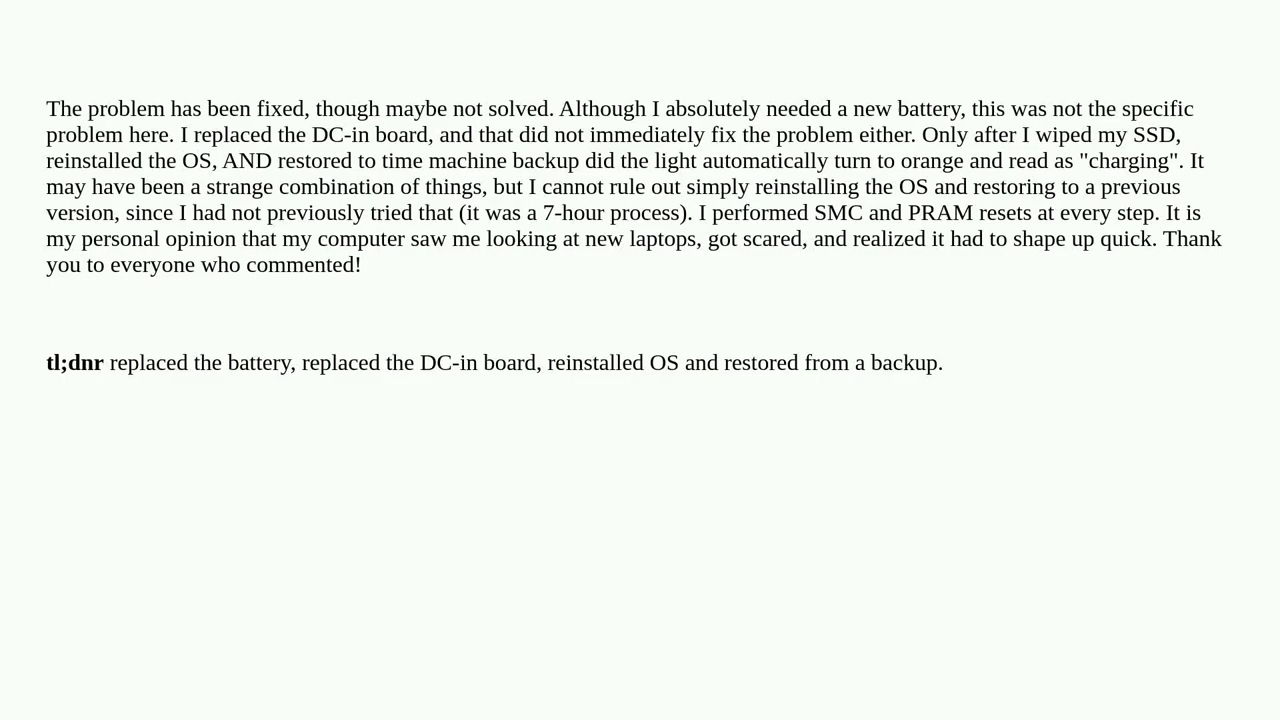 The problem has been fixed, though maybe not solved. Although I absolutely needed a new battery, this was not the specific
problem here. I replaced the DC-in board, and that did not immediately fix the problem either. Only after I wiped my SSD,
reinstalled the OS, AND restored to time machine backup did the light automatically turn to orange and read as "charging". It
may have been a strange combination of things, but I cannot rule out simply reinstalling the OS and restoring to a previous
version, since I had not previously tried that (it was a 7-hour process). I performed SMC and PRAM resets at every step. It is
my personal opinion that my computer saw me looking at new laptops, got scared, and realized it had to shape up quick. Thank
you to everyone who commented!
tl;dnr replaced the battery, replaced the DC-in board, reinstalled OS and restored from a backup.